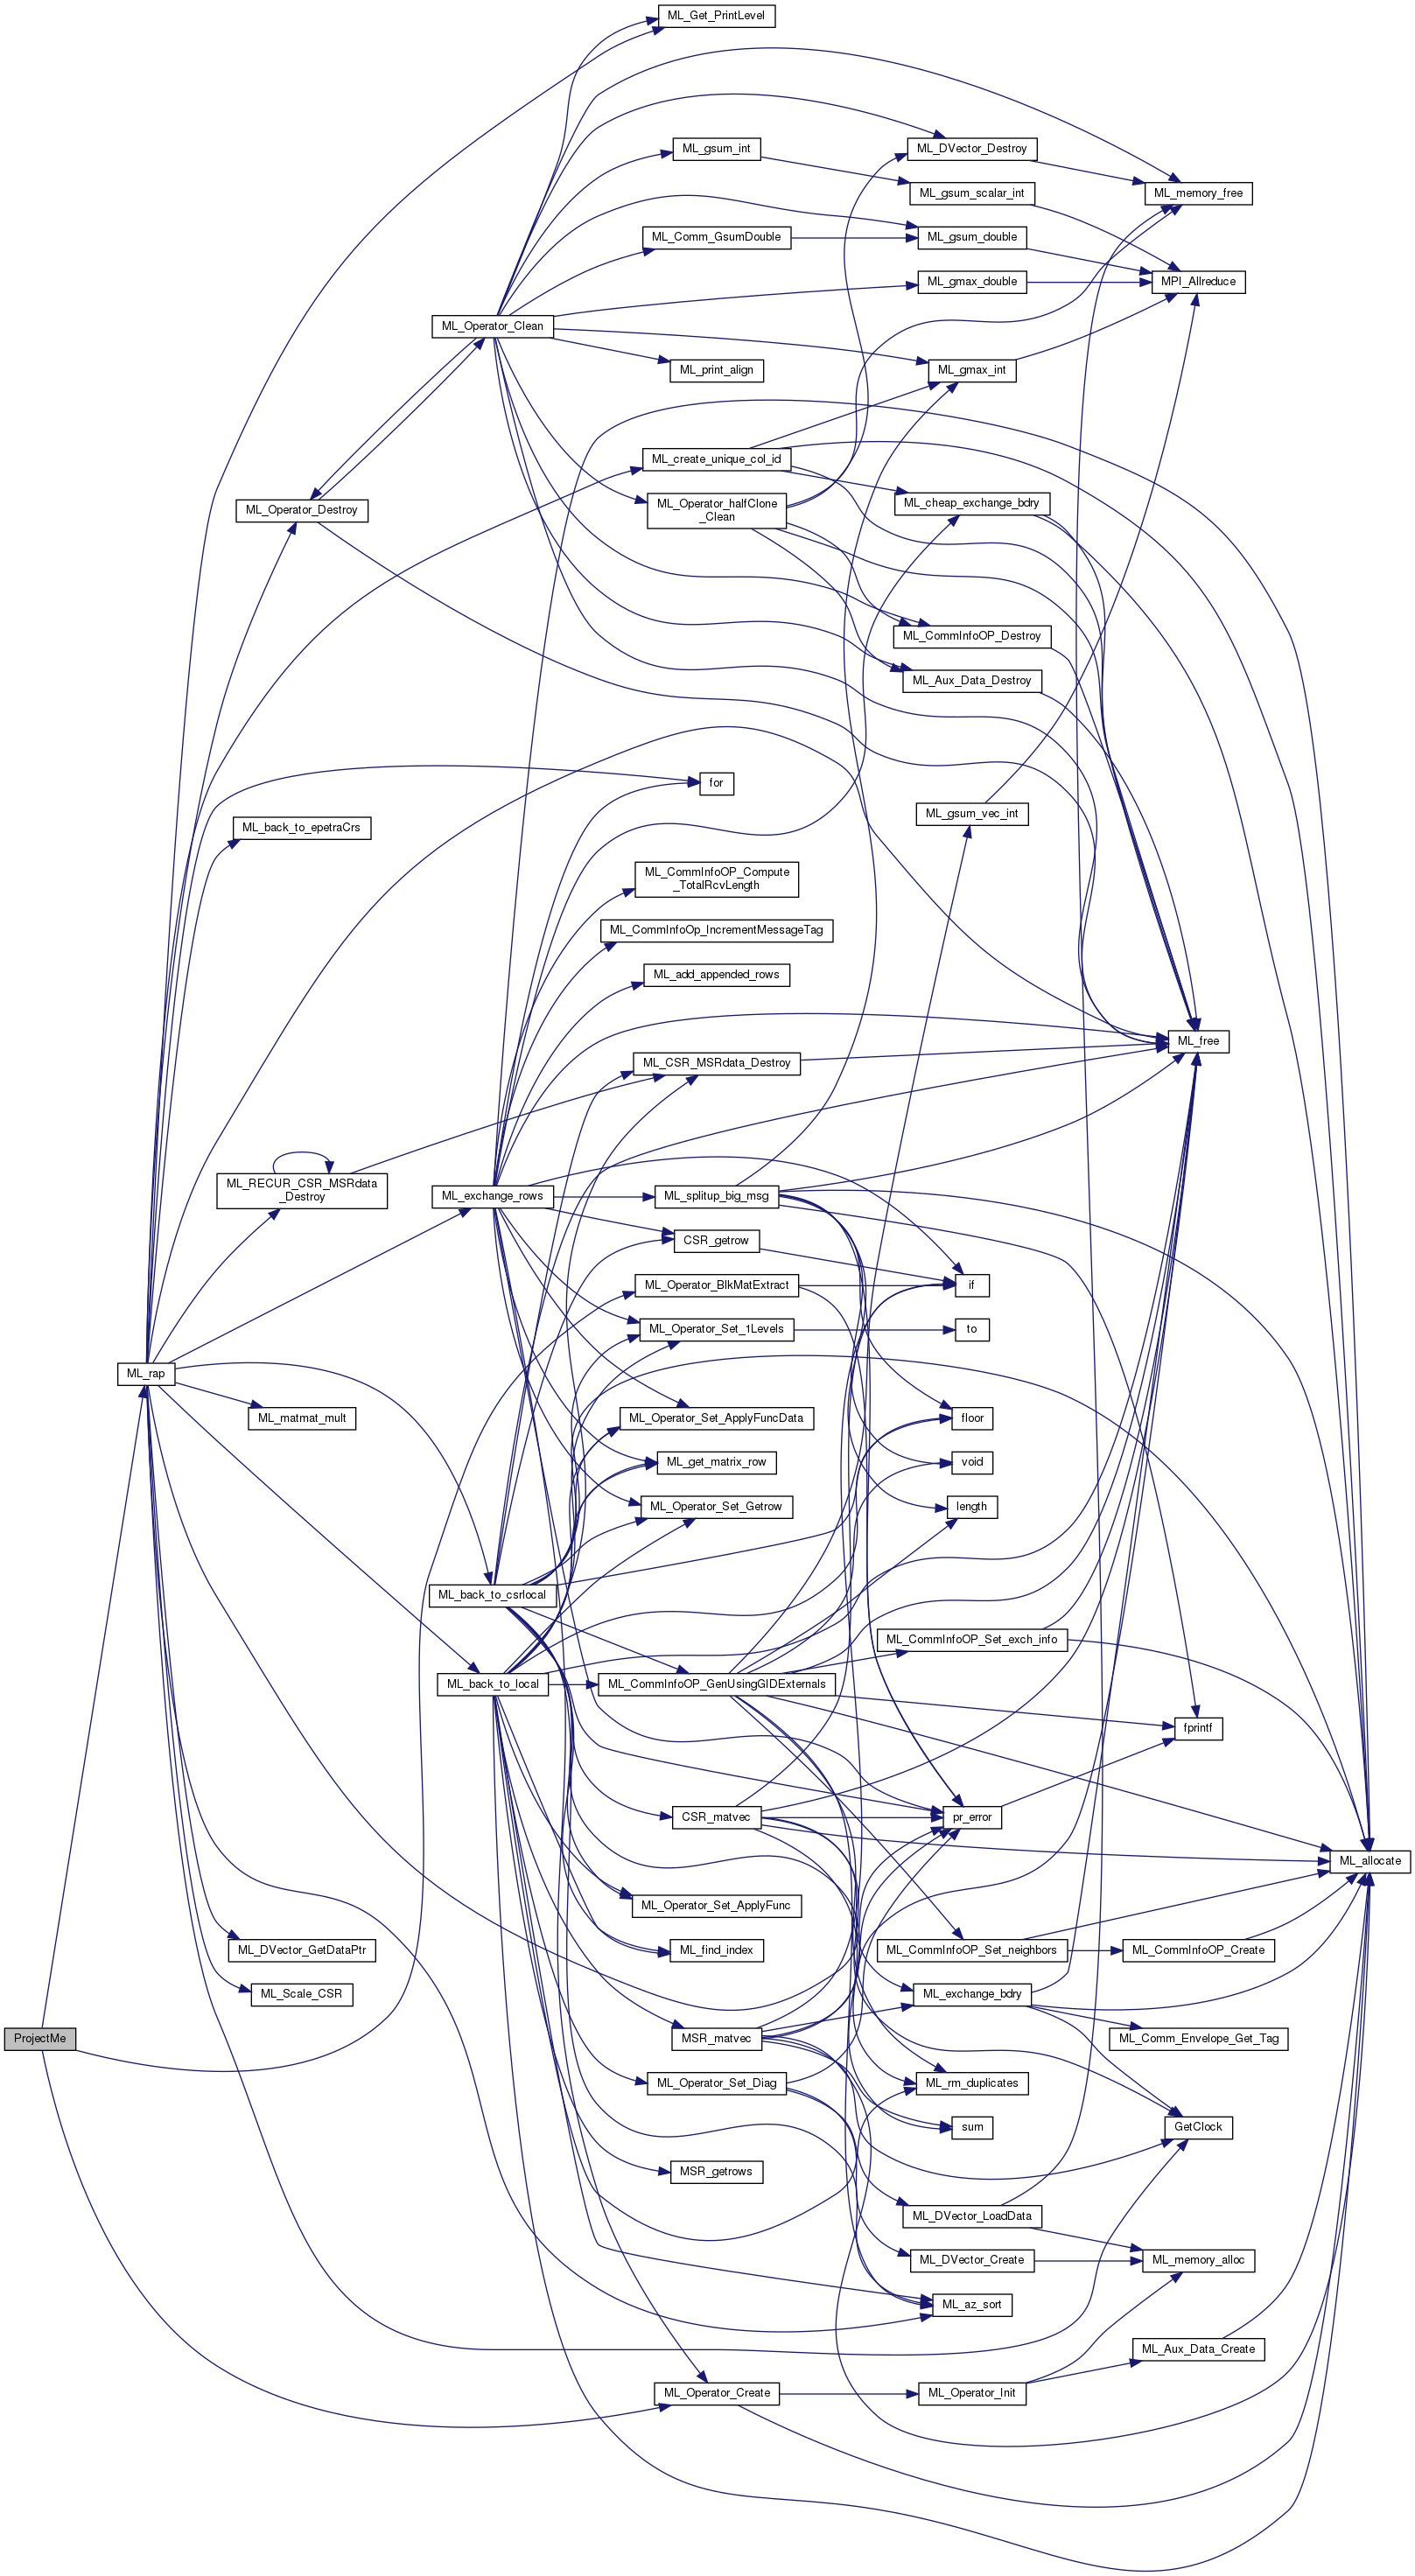 ML_Get_PrintLevel
ML_gsum_int
ML_DVector_Destroy
ML_memory_free
ML_gsum_scalar_int
ML_Comm_GsumDouble
ML_gsum_double
ML_gmax_double
MPI_Allreduce
ML_Operator_Clean
ML_print_align
ML_gmax_int
ML_create_unique_col_id
ML_Operator_Destroy
ML_Operator_halfClone
_Clean
ML_cheap_exchange_bdry
ML_CommInfoOP_Destroy
ML_Aux_Data_Destroy
for
ML_gsum_vec_int
ML_back_to_epetraCrs
ML_CommInfoOP_Compute
_TotalRcvLength
ML_CommInfoOp_IncrementMessageTag
ML_add_appended_rows
ML_free
ML_CSR_MSRdata_Destroy
ML_RECUR_CSR_MSRdata
_Destroy
ML_exchange_rows
ML_splitup_big_msg
CSR_getrow
ML_Operator_BlkMatExtract
if
ML_Operator_Set_1Levels
to
ML_rap
ML_matmat_mult
ML_Operator_Set_ApplyFuncData
floor
ML_get_matrix_row
void
ML_Operator_Set_Getrow
length
ML_back_to_csrlocal
ML_CommInfoOP_Set_exch_info
ML_back_to_local
ML_CommInfoOP_GenUsingGIDExternals
fprintf
CSR_matvec
pr_error
ML_allocate
ML_Operator_Set_ApplyFunc
ML_DVector_GetDataPtr
ML_find_index
ML_CommInfoOP_Set_neighbors
ML_CommInfoOP_Create
ML_Scale_CSR
ML_exchange_bdry
ProjectMe
MSR_matvec
ML_Comm_Envelope_Get_Tag
ML_Operator_Set_Diag
ML_rm_duplicates
sum
GetClock
MSR_getrows
ML_DVector_LoadData
ML_DVector_Create
ML_memory_alloc
ML_az_sort
ML_Aux_Data_Create
ML_Operator_Create
ML_Operator_Init